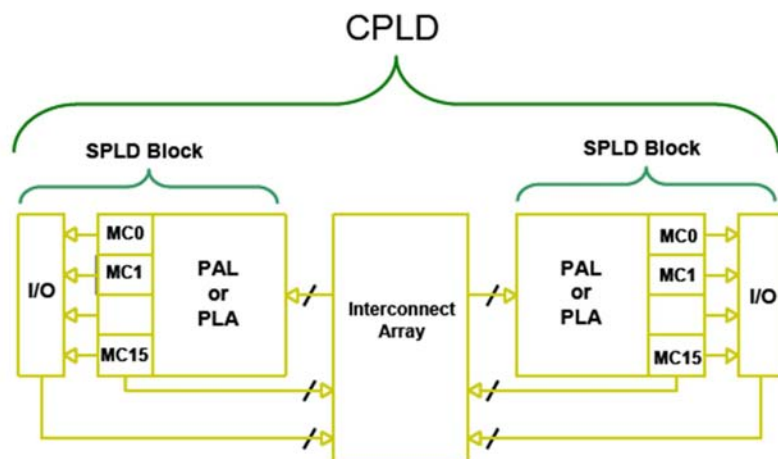 CPLD
SPLD Block
SPLD Block
I/O
MC0
MC1
MC15
PAL
or
PLA
Interconnect
Array
PAL
or
PLA
MC0
MC1
MC15
I/O